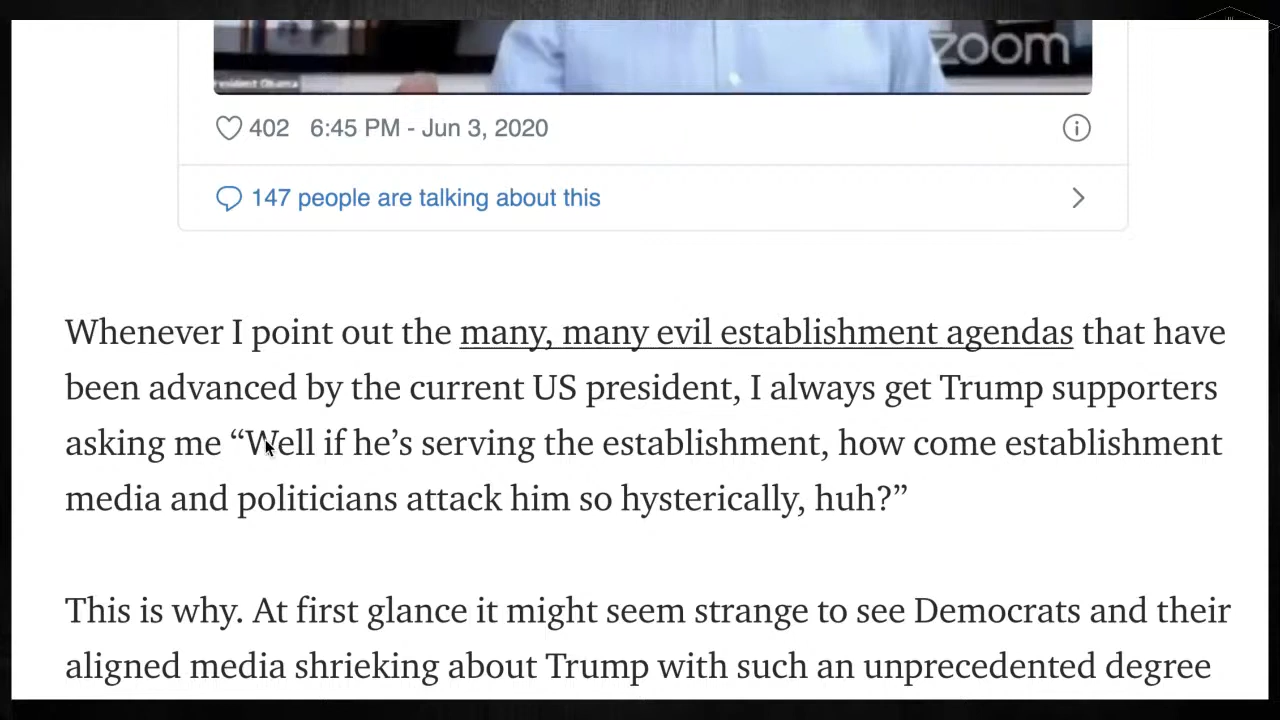 zoom
resident Obama
402 6:45 PM - Jun 3, 2020
147 people are talking about this
Whenever I point out the many, many evil establishment agendas that have
been advanced by the current US president, I always get Trump supporters
asking me “Well if he’s serving the establishment, how come establishment
media and politicians attack him so hysterically, huh?”
This is why. At first glance it might seem strange to see Democrats and their
aligned media shrieking about Trump with such an unprecedented degree